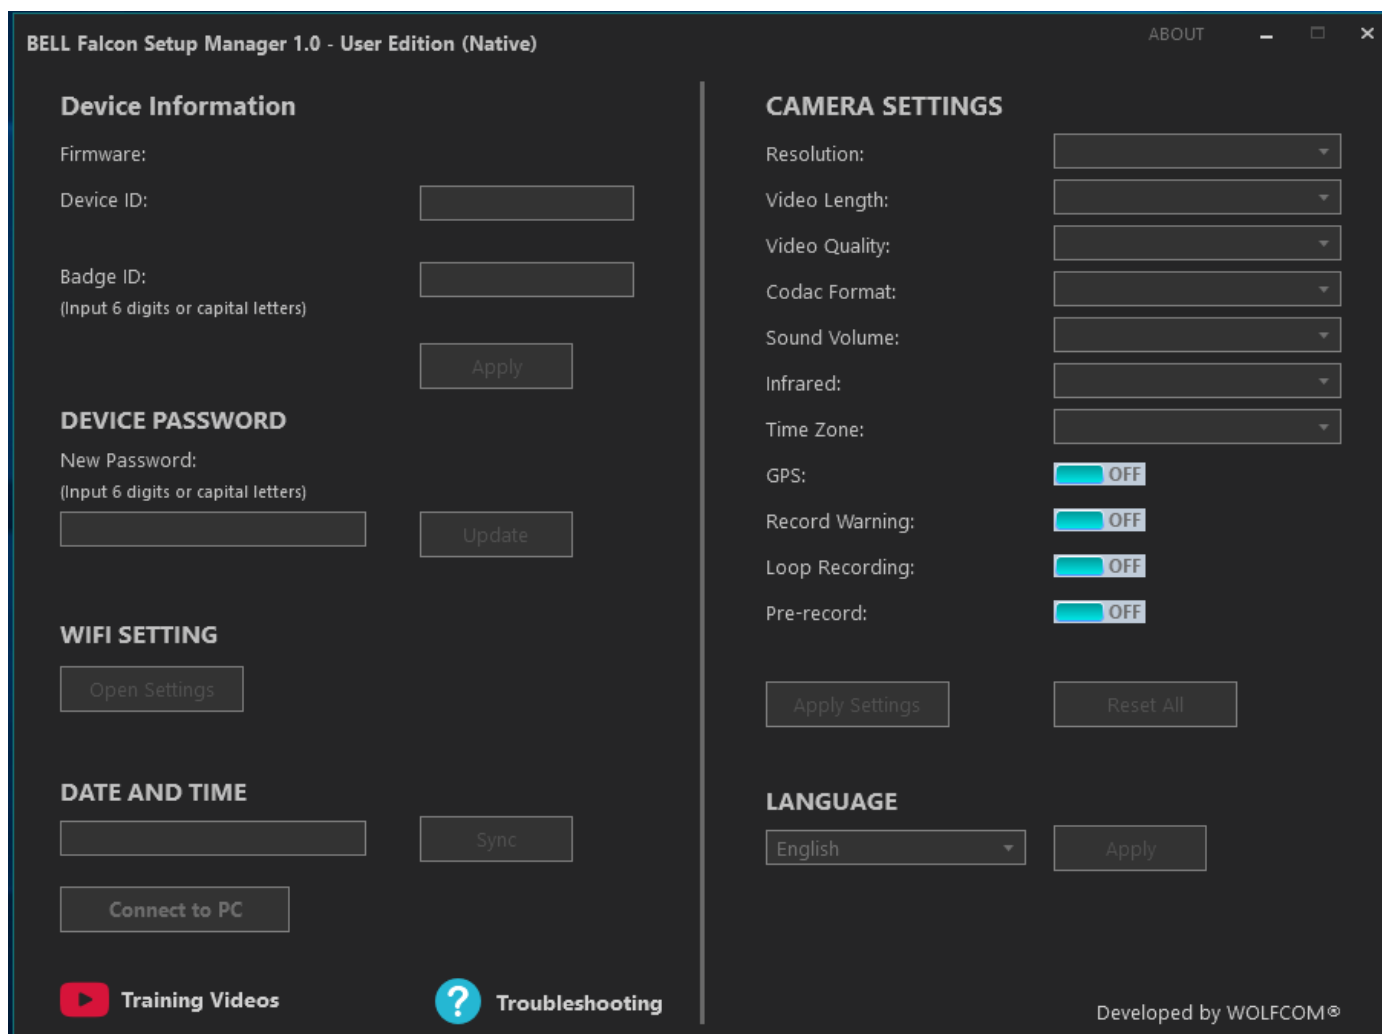 BELL Falcon Setup Manager 1.0 - User Edition (Native)
ABOUT
Device Information
Firmware:
Device ID:
Badge ID:
(Input 6 digits or capital letters)
Apply
DEVICE PASSWORD
New Password:
(Input 6 digits or capital letters)
Update
WIFI SETTING
Open Settings
DATE AND TIME
Sync
Connect to PC
Training Videos
? Troubleshooting
CAMERA SETTINGS
Resolution:
Video Length:
Video Quality:
Codac Format:
Sound Volume:
Infrared:
Time Zone:
GPS: OFF
Record Warning: OFF
Loop Recording: OFF
Pre-record: OFF
Apply Settings Reset All
LANGUAGE
English Apply
Developed by WOLFCOM®